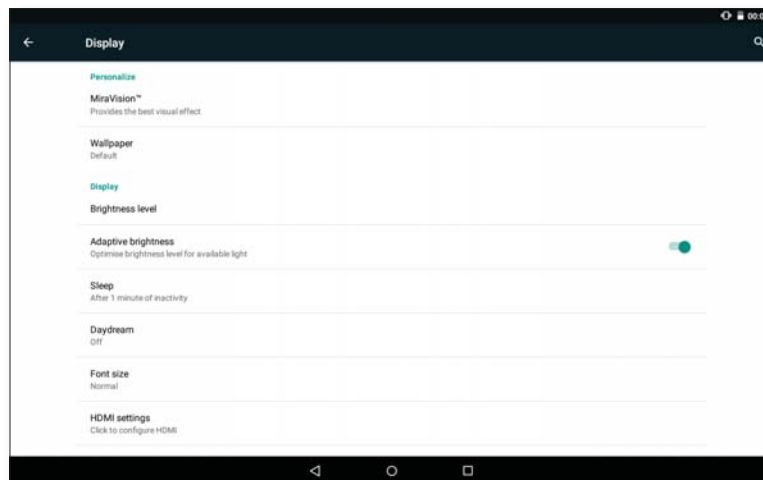 00:0
Display
Personalize
MiraVision™
Provides the best visual effect
Wallpaper
Default
Display
Brightness level
Adaptive brightness
Optimise brightness level for available light
Sleep
After 1 minute of inactivity
Daydream
Off
Font size
Normal
HDMI settings
Click to configure HDMI